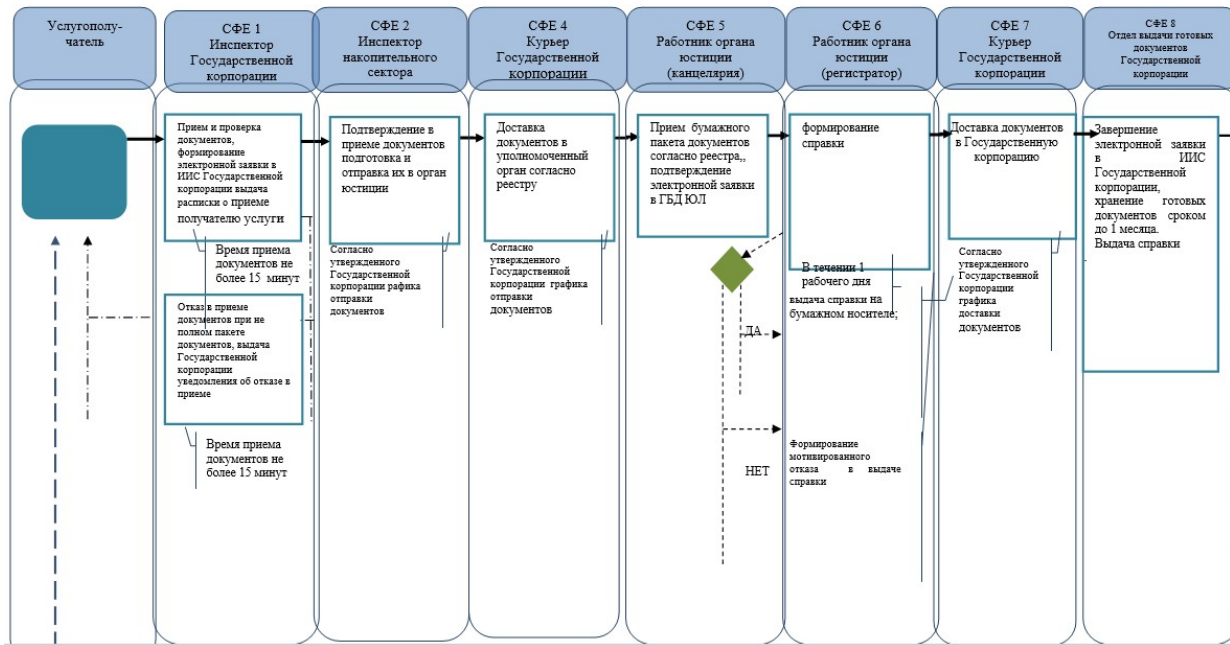 Услугополу-
чатель
СФЕ 1
Инспектор
Государственной
корпорации
СФЕ 2
Инспектор
накопительного
сектора
СФЕ 4
Курьер
Государственной
корпорации
СФЕ 5
Работник органа
юстиции
(канцелярия)
СФЕ 6
Работник органа
юстиции
(регистратор)
СФЕ 7
Курьер
Государственной
корпорации
СФЕ 8
Отдел выдачи готовых
документов
Государственной
корпорации
Прием и проверка
документов,
формирование
электронной заявки в
ИИС Государственной
корпорации выдача
расписки о приеме
получателю услуги
Время приема
документов не
более 15 минут
Отказ в приеме
документов при не
полном пакете
документов, выдача
Государственной
корпорации
уведомления об отказе в
приеме
Время приема
документов не
более 15 минут
Подтверждение в
приеме документов
подготовка и
отправка их в орган
юстиции
Согласно
утвержденного
Государственной
корпорации рафика
отправки
документов
Доставка
документов в
уполномоченный
орган согласно
реестру
Согласно
утвержденного
Государственной
корпорации графика
отправки
документов
Прием бумажного
пакета документов
согласно реестра,,
подтверждение
электронной заявки
в ГБД ЮЛ
ДА
НЕТ
формирование
справки
В течении 1
рабочего дня
выдача справки на
бумажном носителе;
Формирование
мотивированного
отказа в выдаче
справки
Доставка документов
в Государственную
корпорацию
Согласно
утвержденного
Государственной
корпорации
графика
доставки
документов
Завершение
электронной заявки
в ИИС
Государственной
корпорации,
хранение готовых
документов сроком
до 1 месяца.
Выдача справки